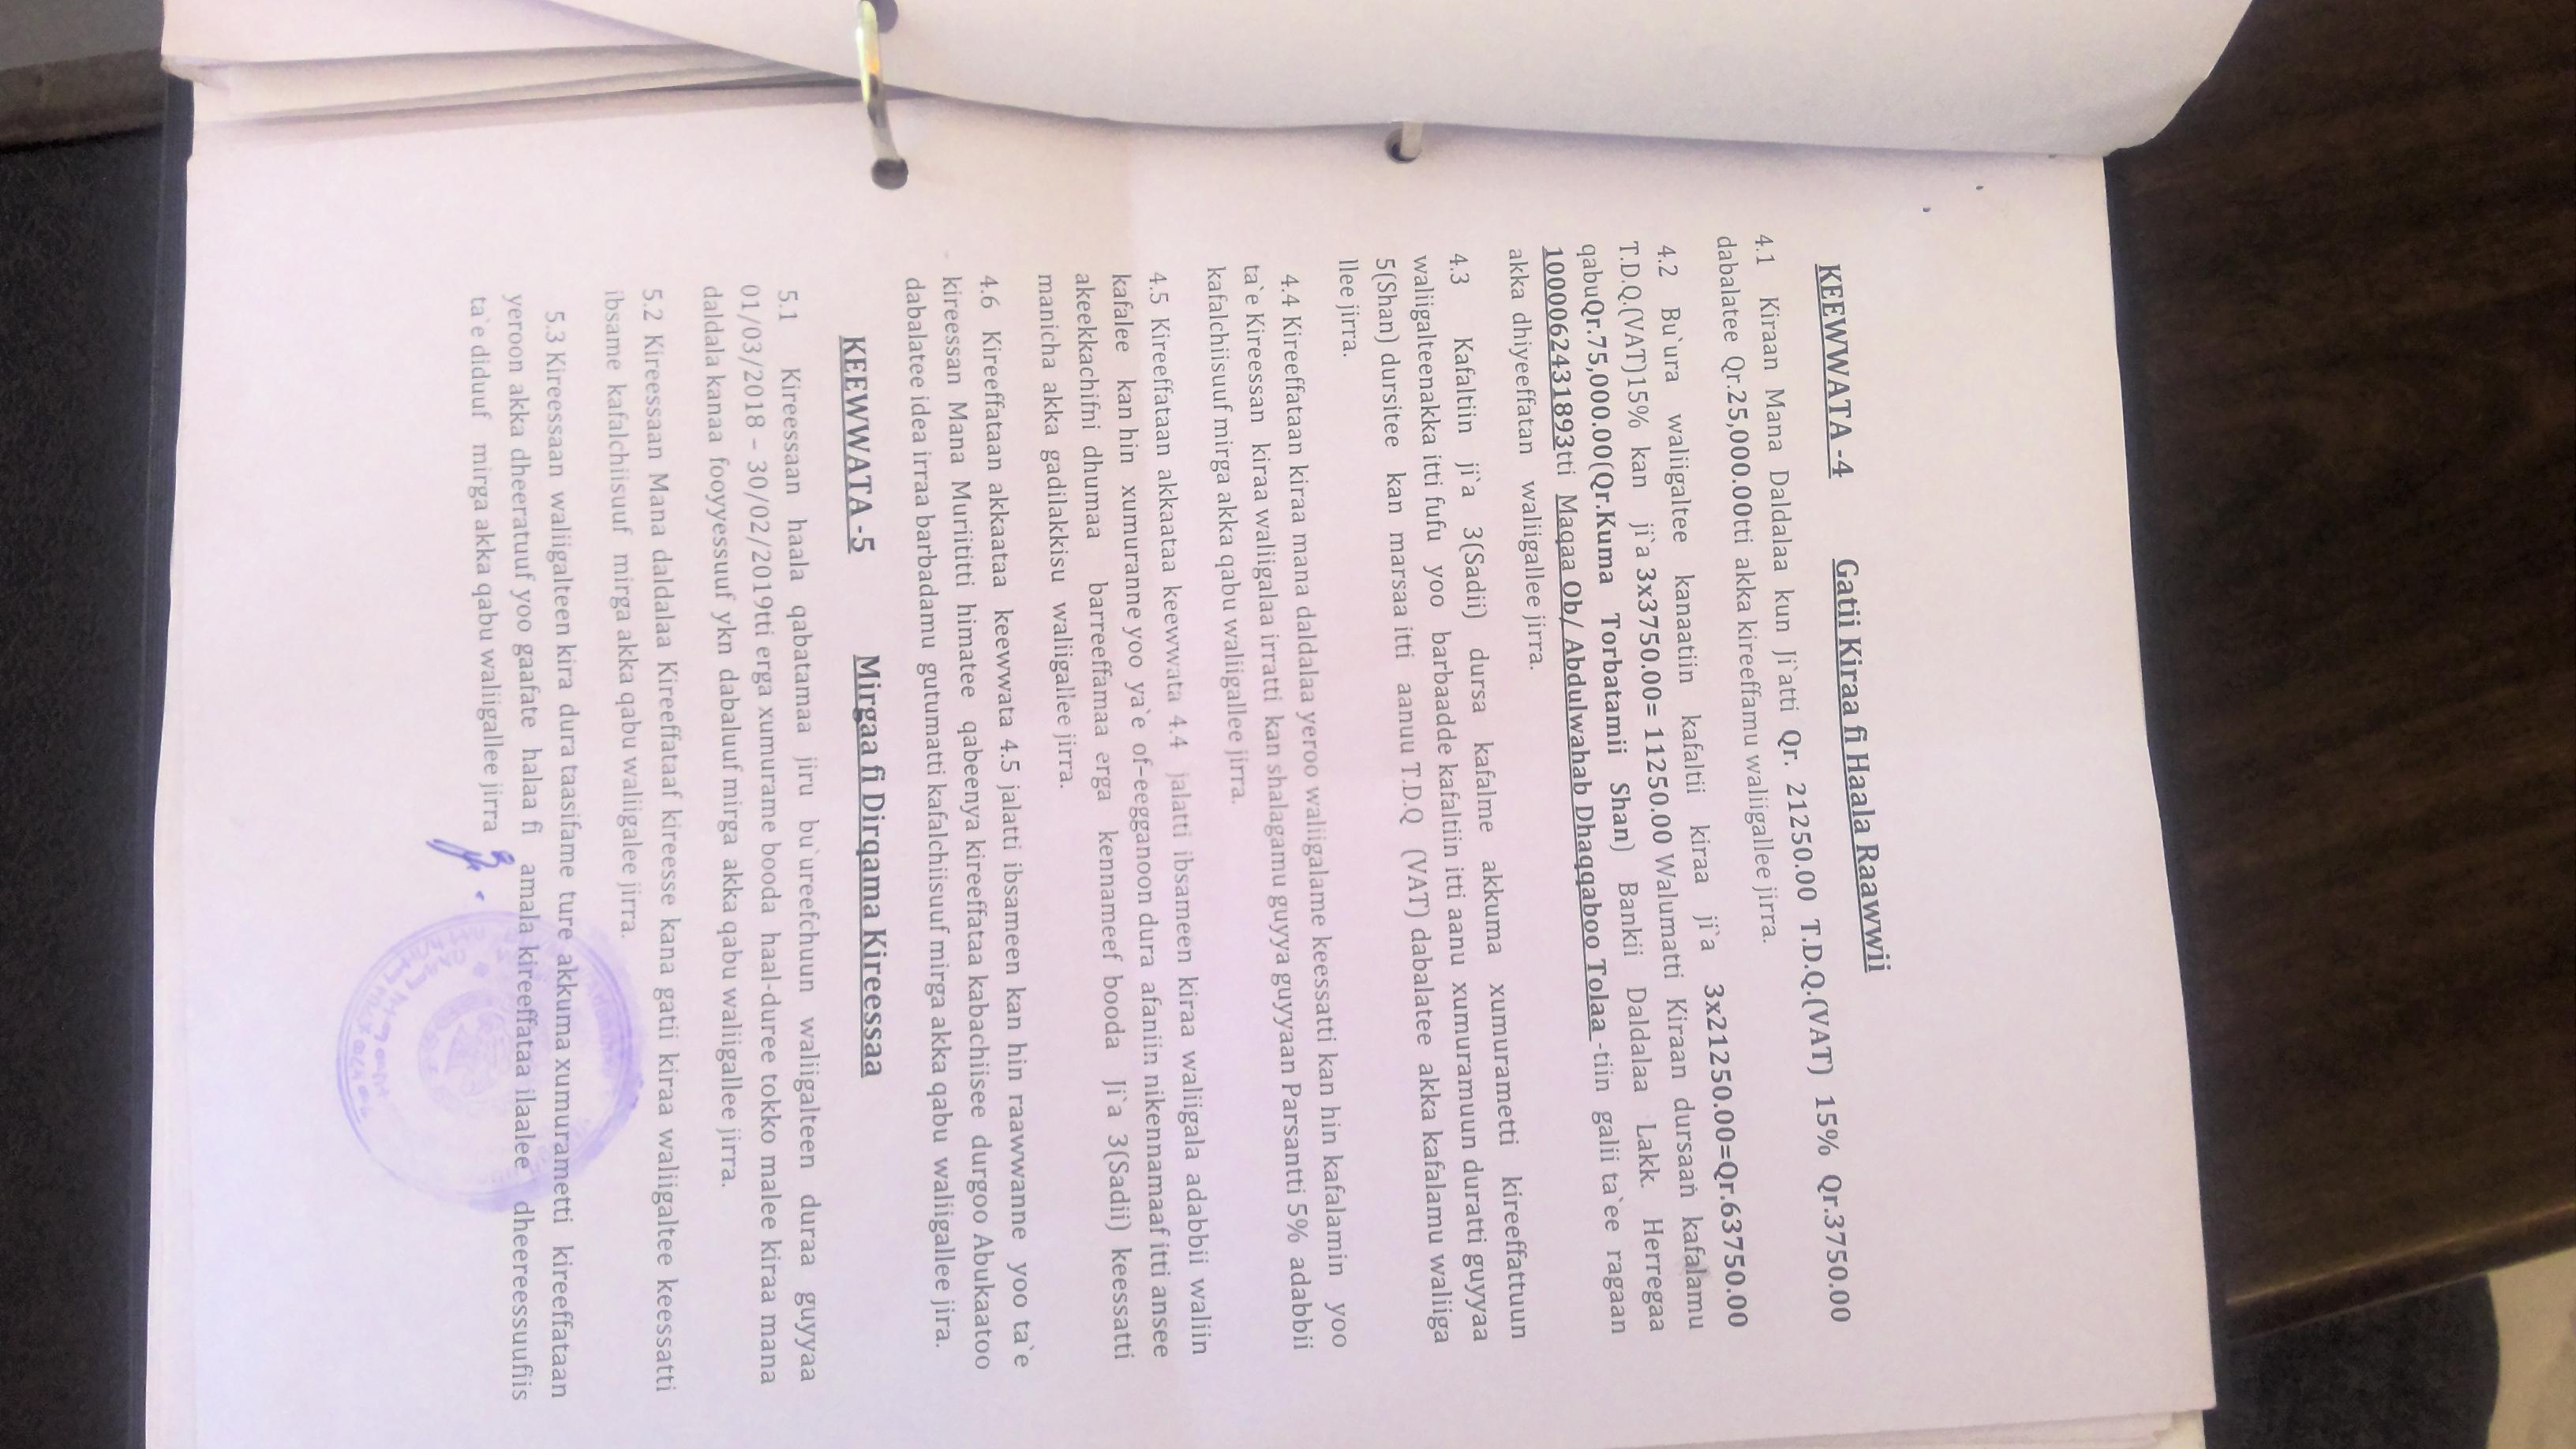 KEEWWATA -4 Gatii Kiraa fi Haala Raawwii
4.1 Kiraan Mana Daldalaa kun Ji`atti Qr. 21250.00 T.D.Q.(VAT) 15% Qr.3750.00
dabalatee Qr.25,000.00tti akka kireeffamu waliigallee jirra.
4.2 Bu`ura waliigaltee kanaatiin kafaltii kiraa ji`a 3x21250.00=Qr.63750.00
T.D.Q.(VAT)15% kan ji`a 3x3750.00= 11250.00 Walumatti Kiraan dursaan kafalamu
qabuQr.75,000.00(Qr.Kuma Torbatamii Shan) Bankii Daldalaa Lakk. Herregaa
1000062431893tti Maqaa Ob/ Abdulwahab Dhaqqaboo Tolaa -tiin galii ta`ee ragaan
akka dhiyeeffatan waliigallee jirra.
4.3 Kafaltiin ji`a 3(Sadii) dursa kafalme akkuma xumurametti kireeffattuun
waliigalteenakka itti fufu yoo barbaadde kafaltiin itti aanu xumuramuun duratti guyyaa
5(Shan) dursitee kan marsaa itti aanuu T.D.Q (VAT) dabalatee akka kafalamu waliiga
llee jirra.
4.4 Kireeffataan kiraa mana daldalaa yeroo waliigalame keessatti kan hin kafalamin yoo
ta`e Kireessan kiraa waliigalaa irratti kan shalagamu guyya guyyaan Parsantti 5% adabbii
kafalchiisuuf mirga akka qabu waliigallee jirra.
4.5 Kireeffataan akkaataa keewwata 4.4 jalatti ibsameen kiraa waliigala adabbii waliin
kafalee kan hin xumuranne yoo ya`e of-eegganoon dura afaniin nikennamaaf itti ansee
akeekkachifni dhumaa barreeffamaa erga kennameef booda Ji`a 3(Sadii) keessatti
manicha akka gadilakkisu waliigallee jirra.
4.6 Kireeffataan akkaataa keewwata 4.5 jalatti ibsameen kan hin raawwanne yoo ta`e
kireessan Mana Muriititti himatee qabeenya kireeffataa kabachiisee durgoo Abukaatoo
dabalatee idea irraa barbadamu gutumatti kafalchiisuuf mirga akka qabu waliigallee jira.
KEEWWATA -5 Mirgaa fi Dirqama Kireessaa
5.1 Kireessaan haala qabatamaa jiru bu`ureefchuun waliigalteen duraa guyyaa
01/03/2018 – 30/02/2019tti erga xumurame booda haal-duree tokko malee kiraa mana
daldala kanaa fooyyessuuf ykn dabaluuf mirga akka qabu waliigallee jirra.
5.2 Kireessaan Mana daldalaa Kireeffataaf kireesse kana gatii kiraa waliigaltee keessatti
ibsame kafalchiisuuf mirga akka qabu waliigalee jirra.
5.3 Kireessaan waliigalteen kira dura taasifame ture akkuma xumurametti kireeffataan
yeroon akka dheeratuuf yoo gaafate halaa fi amala kireeffataa ilaalee dheereessuufiis
ta`e diduuf mirga akka qabu waliigallee jirra